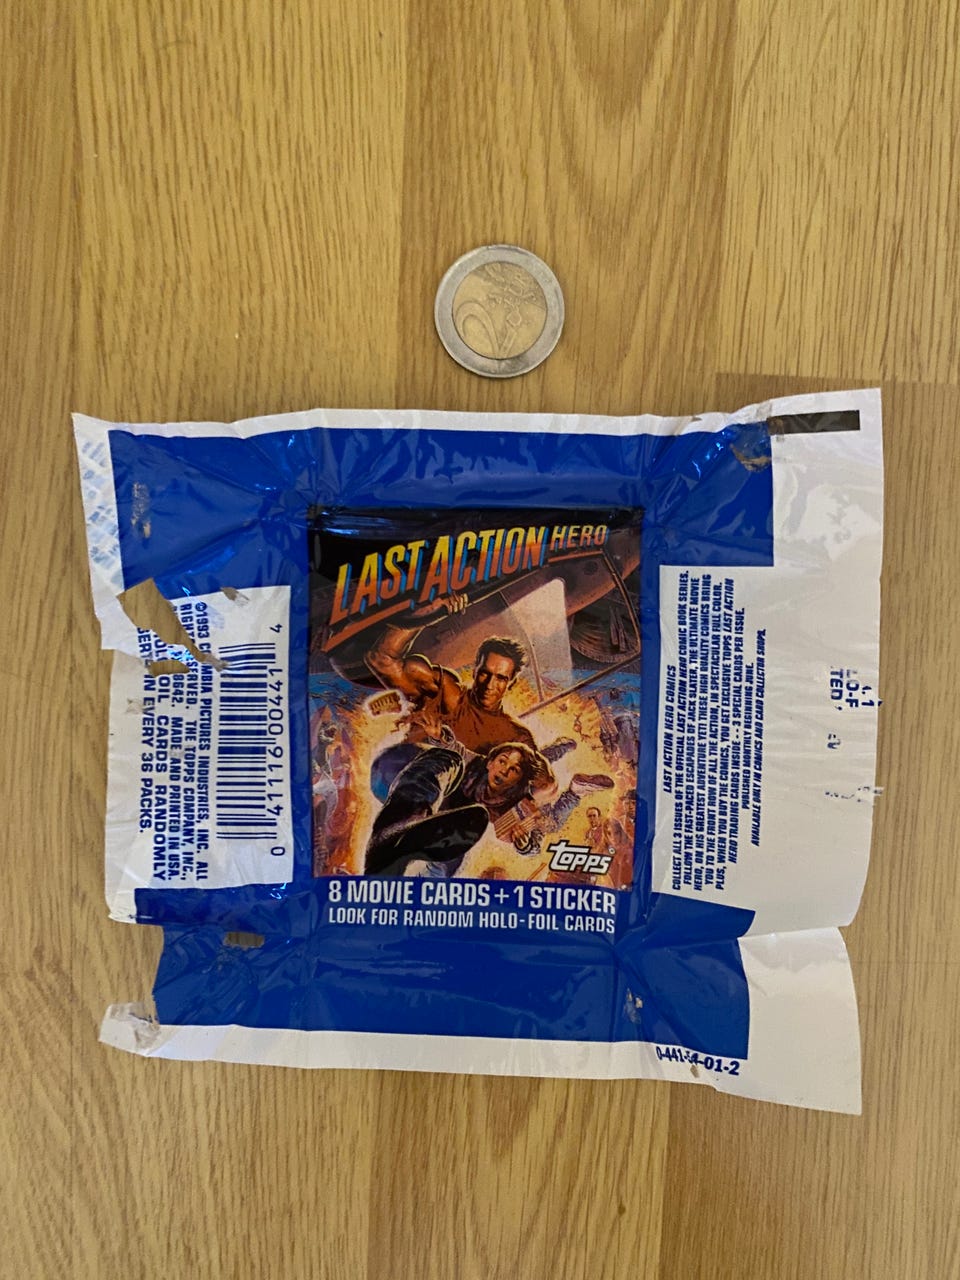 2
LAST ACTION HERO
topps
8 MOVIE CARDS + 1 STICKER
LOOK FOR RANDOM HOLO-FOIL CARDS
©1993 PICTURES INDUSTRIES, INC. ALL
THE TOPPS COMPANY, INC.,
MADE AND PRINTED IN USA.
CARDS RANDOMLY
IN EVERY 36 PACKS.
0 41116 00441 4
LAST ACTION HERO COMICS
COLLECT ALL 3 ISSUES OF THE OFFICIAL LAST ACTION HERO COMIC BOOK SERIES.
FOLLOW THE FAST-PACED ESCAPADES OF JACK SLATER, THE ULTIMATE MOVIE
HERO, IN HIS GREATEST ADVENTURE YET! THESE HIGH QUALITY COMICS BRING
YOU TO THE FRONT ROW OF ALL THE ACTION, IN SPECTACULAR FULL COLOR.
PLUS, WHEN YOU BUY THE COMICS, YOU GET EXCLUSIVE TOPPS LAST ACTION
HERO TRADING CARDS INSIDE -- 3 SPECIAL CARDS PER ISSUE.
PUBLISHED MONTHLY BEGINNING JUNE.
AVAILABLE ONLY IN COMICS AND CARD COLLECTOR SHOPS.
-01-2